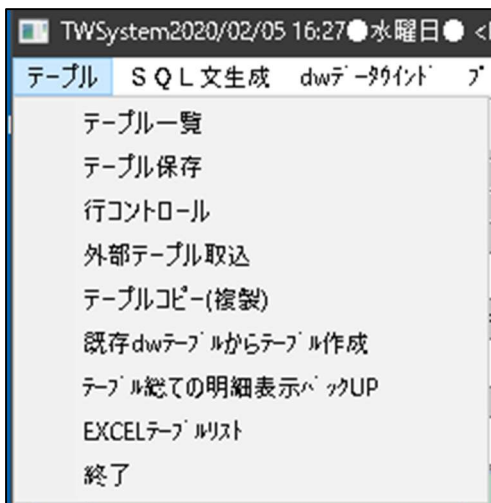 TWSystem2020/02/05 16:27●水曜日● <
テーブル SQL文生成 dwデータウインド プ
テーブル一覧
テーブル保存
行コントロール
外部テーブル取込
テーブルコピー(複製)
既存dwテーブルからテーブル作成
テーブル総ての明細表示バックUP
EXCELテーブルリスト
終了